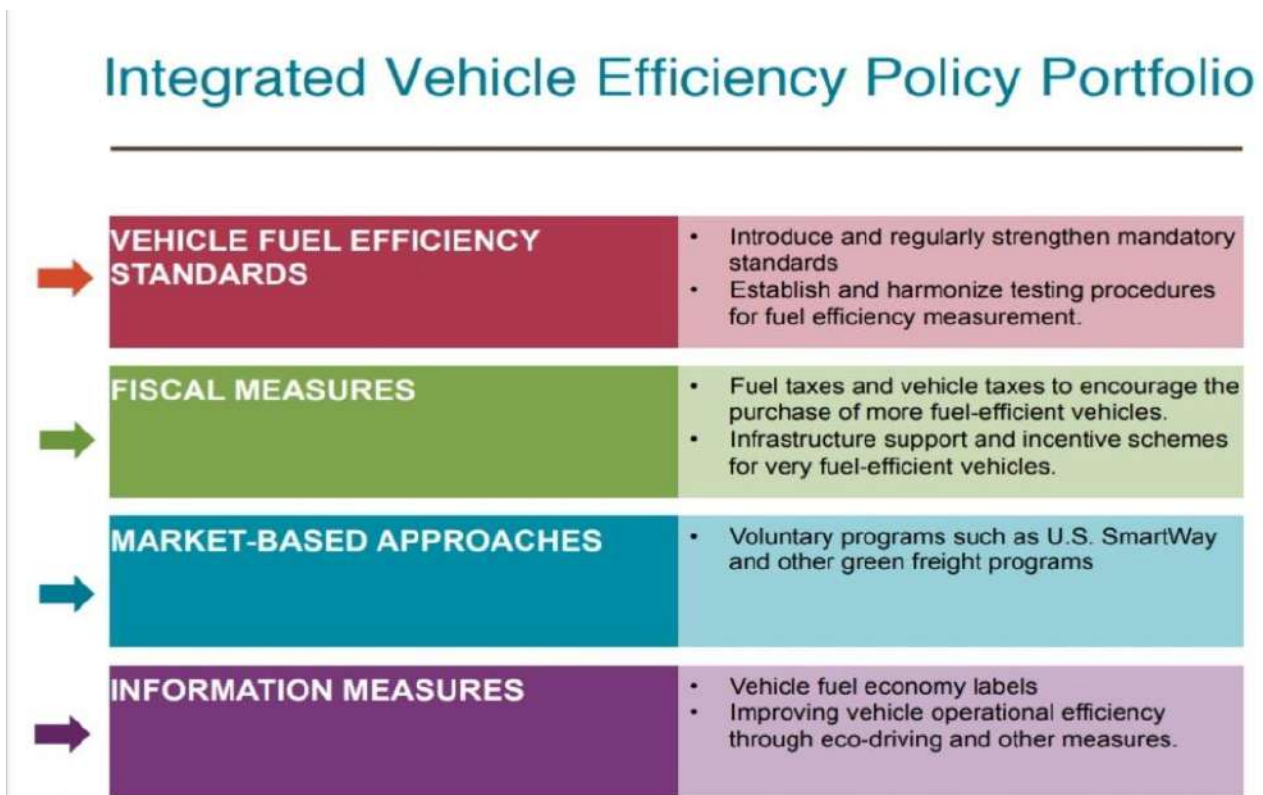 Integrated Vehicle Efficiency Policy Portfolio
VEHICLE FUEL EFFICIENCY
STANDARDS
• Introduce and regularly strengthen mandatory
standards
• Establish and harmonize testing procedures
for fuel efficiency measurement.
FISCAL MEASURES
• Fuel taxes and vehicle taxes to encourage the
purchase of more fuel-efficient vehicles.
• Infrastructure support and incentive schemes
for very fuel-efficient vehicles.
MARKET-BASED APPROACHES
• Voluntary programs such as U.S. SmartWay
and other green freight programs
INFORMATION MEASURES
• Vehicle fuel economy labels
• Improving vehicle operational efficiency
through eco-driving and other measures.